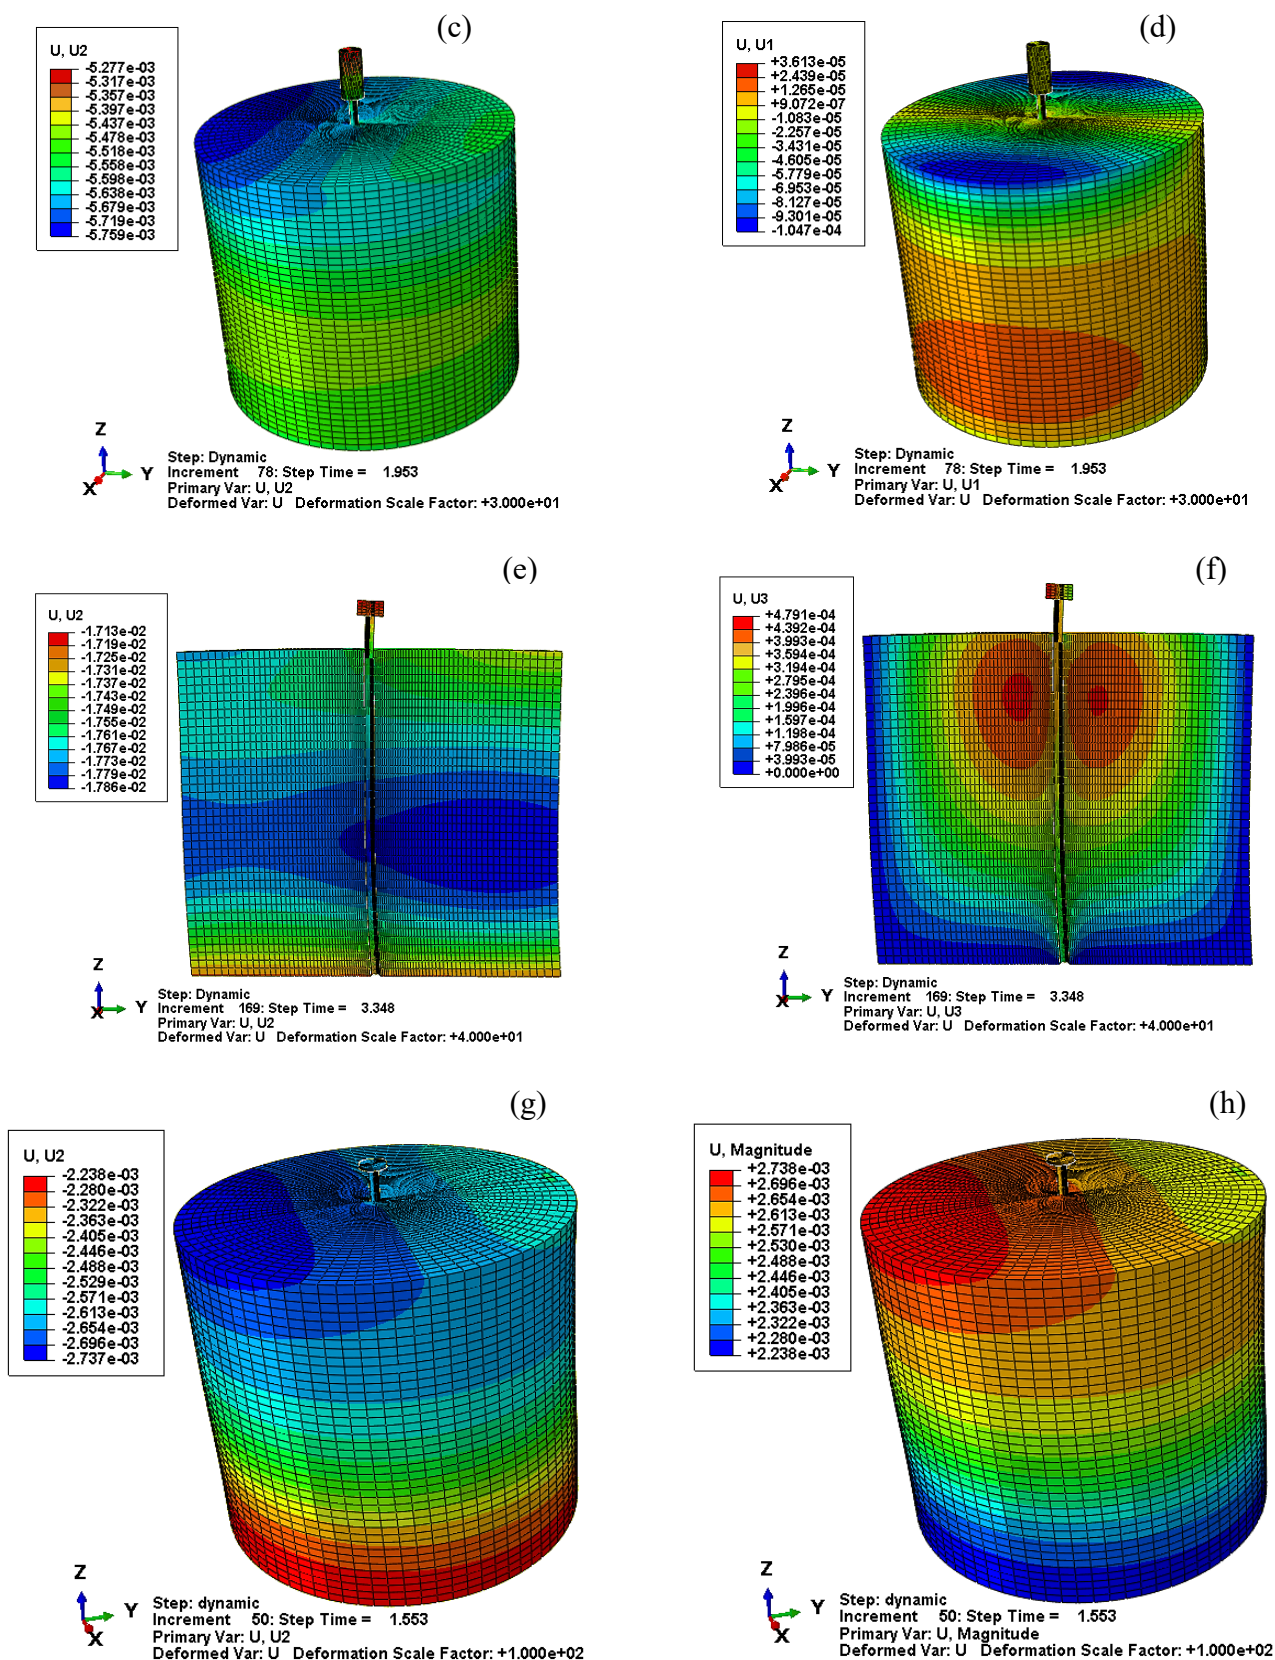 (c)
U, U2
-5.277e-03
-5.317e-03
-5.357e-03
-5.397e-03
-5.437e-03
-5.478e-03
-5.518e-03
-5.558e-03
-5.598e-03
-5.638e-03
-5.679e-03
-5.719e-03
-5.759e-03
Z
Y
X
Step: Dynamic
Increment 78: Step Time = 1.953
Primary Var: U, U2
Deformed Var: U Deformation Scale Factor: +3.000e+01
(d)
U, U1
+3.613e-05
+2.439e-05
+1.265e-05
+9.072e-07
-1.083e-05
-2.257e-05
-3.431e-05
-4.605e-05
-5.779e-05
-6.953e-05
-8.127e-05
-9.301e-05
-1.047e-04
Z
Y
X
Step: Dynamic
Increment 78: Step Time = 1.953
Primary Var: U, U1
Deformed Var: U Deformation Scale Factor: +3.000e+01
(e)
U, U2
-1.713e-02
-1.719e-02
-1.725e-02
-1.731e-02
-1.737e-02
-1.743e-02
-1.749e-02
-1.755e-02
-1.761e-02
-1.767e-02
-1.773e-02
-1.779e-02
-1.786e-02
Z
Y
X
Step: Dynamic
Increment 169: Step Time = 3.348
Primary Var: U, U2
Deformed Var: U Deformation Scale Factor: +4.000e+01
(f)
U, U3
+4.791e-04
+4.392e-04
+3.993e-04
+3.594e-04
+3.194e-04
+2.795e-04
+2.396e-04
+1.996e-04
+1.597e-04
+1.198e-04
+7.986e-05
+3.993e-05
+0.000e+00
Z
Y
X
Step: Dynamic
Increment 169: Step Time = 3.348
Primary Var: U, U3
Deformed Var: U Deformation Scale Factor: +4.000e+01
(g)
U, U2
-2.238e-03
-2.280e-03
-2.322e-03
-2.363e-03
-2.405e-03
-2.446e-03
-2.488e-03
-2.529e-03
-2.571e-03
-2.613e-03
-2.654e-03
-2.696e-03
-2.737e-03
Z
Y
X
Step: dynamic
Increment 50: Step Time = 1.553
Primary Var: U, U2
Deformed Var: U Deformation Scale Factor: +1.000e+02
(h)
U, Magnitude
+2.738e-03
+2.696e-03
+2.654e-03
+2.613e-03
+2.571e-03
+2.530e-03
+2.488e-03
+2.446e-03
+2.405e-03
+2.363e-03
+2.322e-03
+2.280e-03
+2.238e-03
Z
Y
X
Step: dynamic
Increment 50: Step Time = 1.553
Primary Var: U, Magnitude
Deformed Var: U Deformation Scale Factor: +1.000e+02